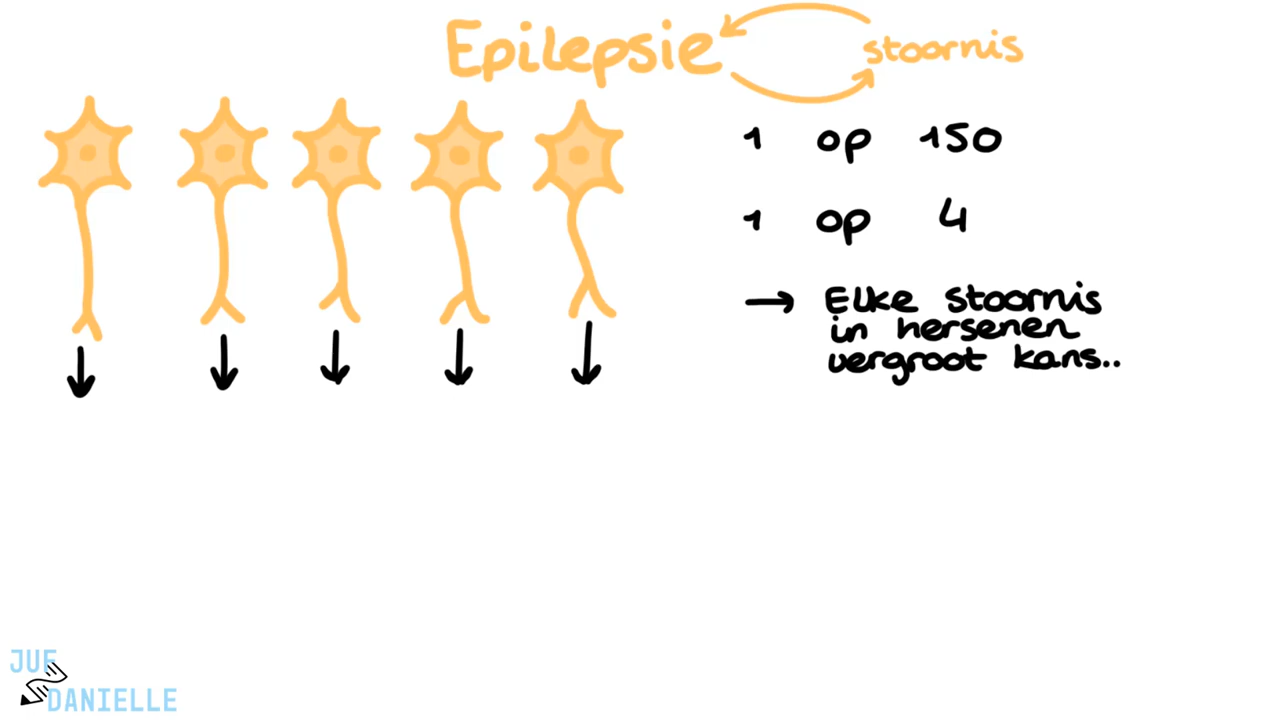 Epilepsie
stoornis
1 op 150
1 op 4
→ Elke stoornis
in hersenen
vergroot kans..
JUF
DANIELLE